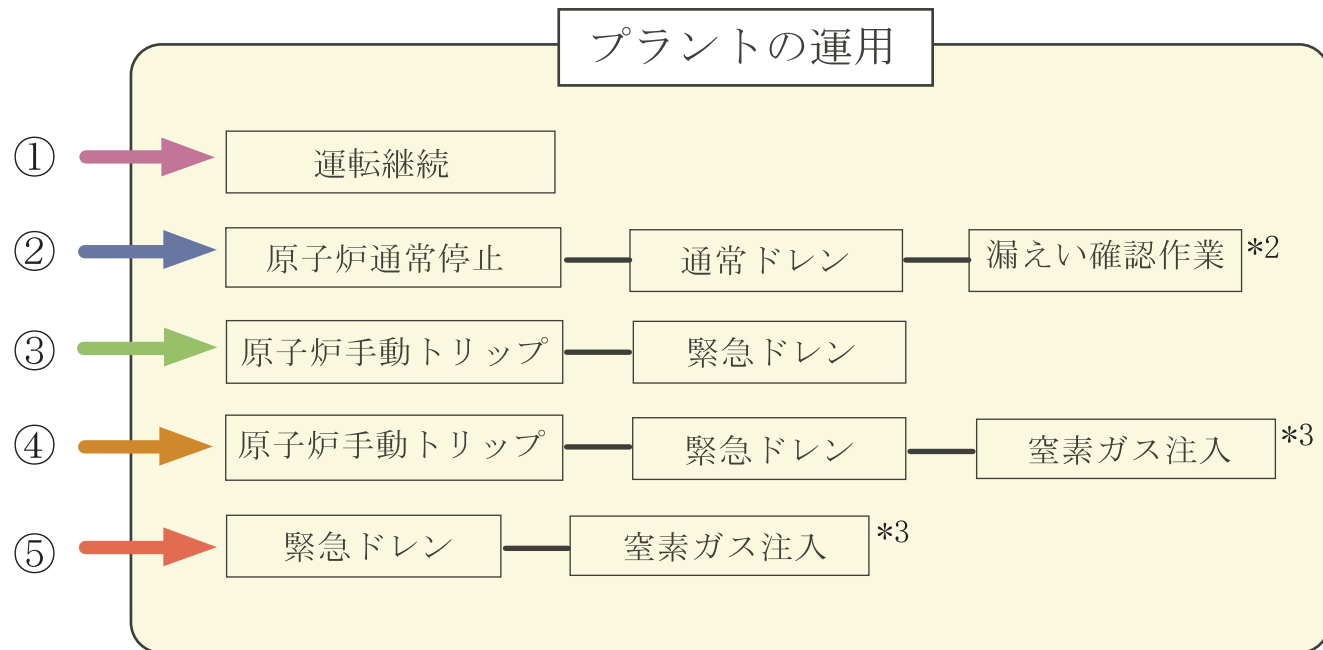 プラントの運用
① 運転継続
② 原子炉通常停止 通常ドレン 漏えい確認作業 *2
③ 原子炉手動トリップ 緊急ドレン
④ 原子炉手動トリップ 緊急ドレン 窒素ガス注入 *3
⑤ 緊急ドレン 窒素ガス注入 *3